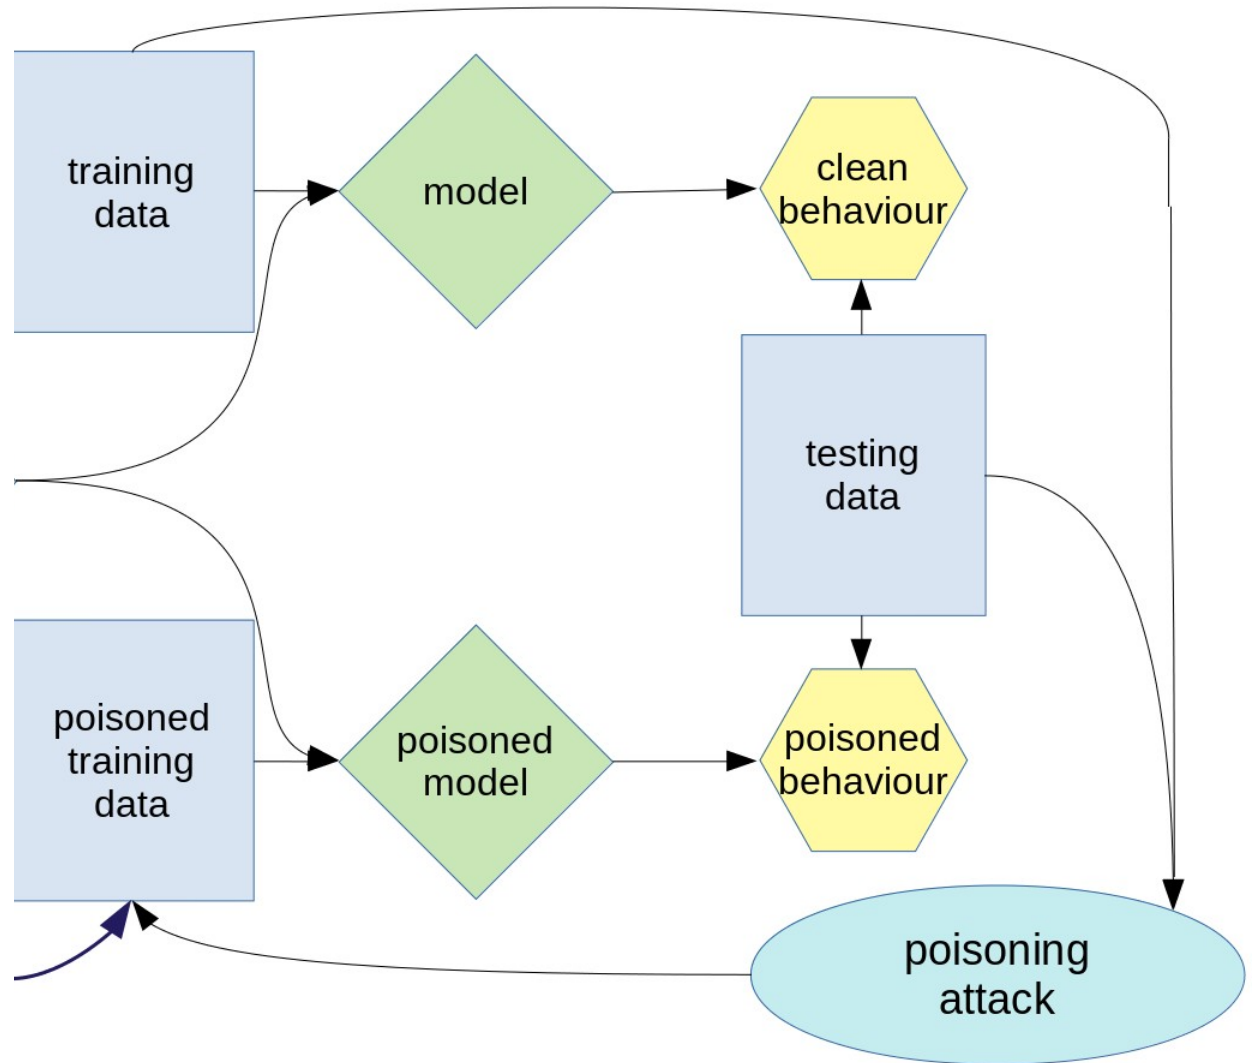 training
data
model
clean
behaviour
testing
data
poisoned
training
data
poisoned
model
poisoned
behaviour
poisoning
attack